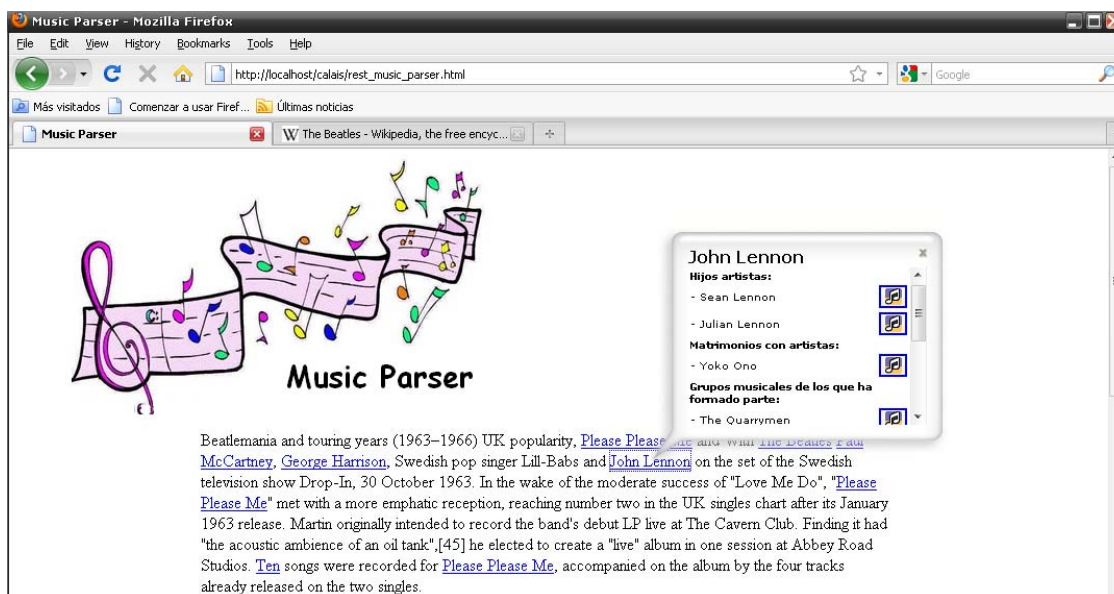 Music Parser - Mozilla Firefox
File Edit View History Bookmarks Tools Help
http://localhost/calais/rest_music_parser.html
Google
Más visitados Comenzar a usar Firef... Últimas noticias
Music Parser
The Beatles - Wikipedia, the free encyc...
Music Parser
John Lennon
Hijos artistas:
- Sean Lennon
- Julian Lennon
Matrimonios con artistas:
- Yoko Ono
Grupos musicales de los que ha
formado parte:
- The Quarrymen
Beatlemania and touring years (1963–1966) UK popularity, Please Please Me and With The Beatles Paul
McCartney, George Harrison, Swedish pop singer Lill-Babs and John Lennon on the set of the Swedish
television show Drop-In, 30 October 1963. In the wake of the moderate success of "Love Me Do", "Please
Please Me" met with a more emphatic reception, reaching number two in the UK singles chart after its January
1963 release. Martin originally intended to record the band's debut LP live at The Cavern Club. Finding it had
"the acoustic ambience of an oil tank",[45] he elected to create a "live" album in one session at Abbey Road
Studios. Ten songs were recorded for Please Please Me, accompanied on the album by the four tracks
already released on the two singles.